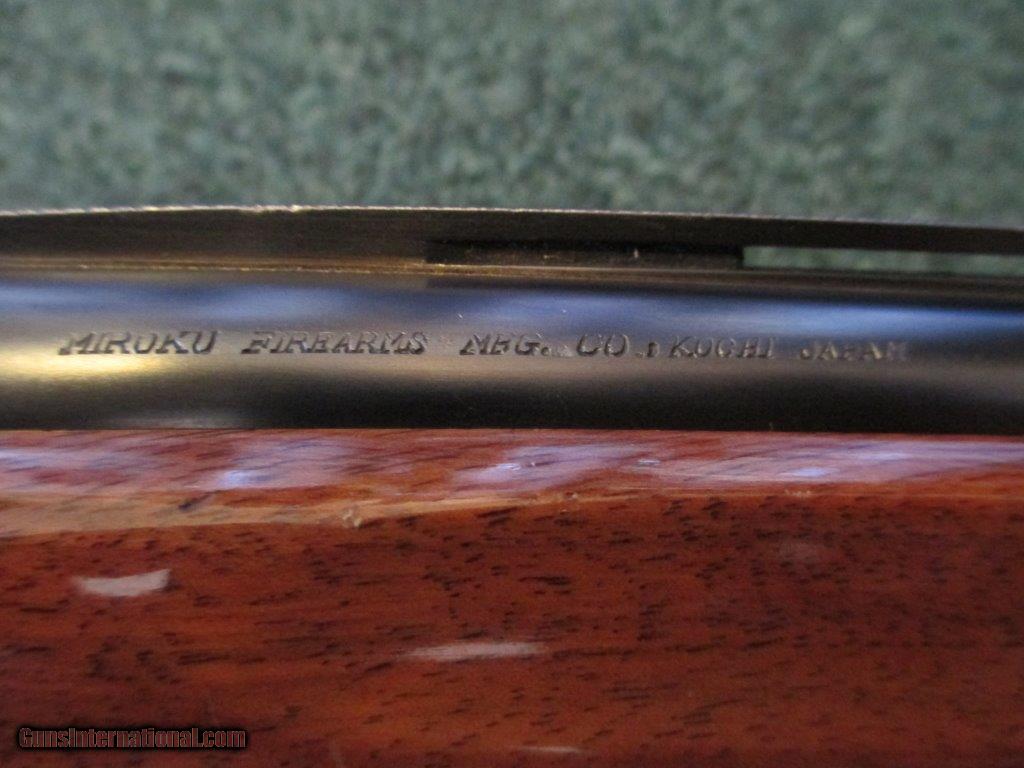 MIROKU FIREARMS MFG. CO., KOCHI JAPAN
GunsInternational.com